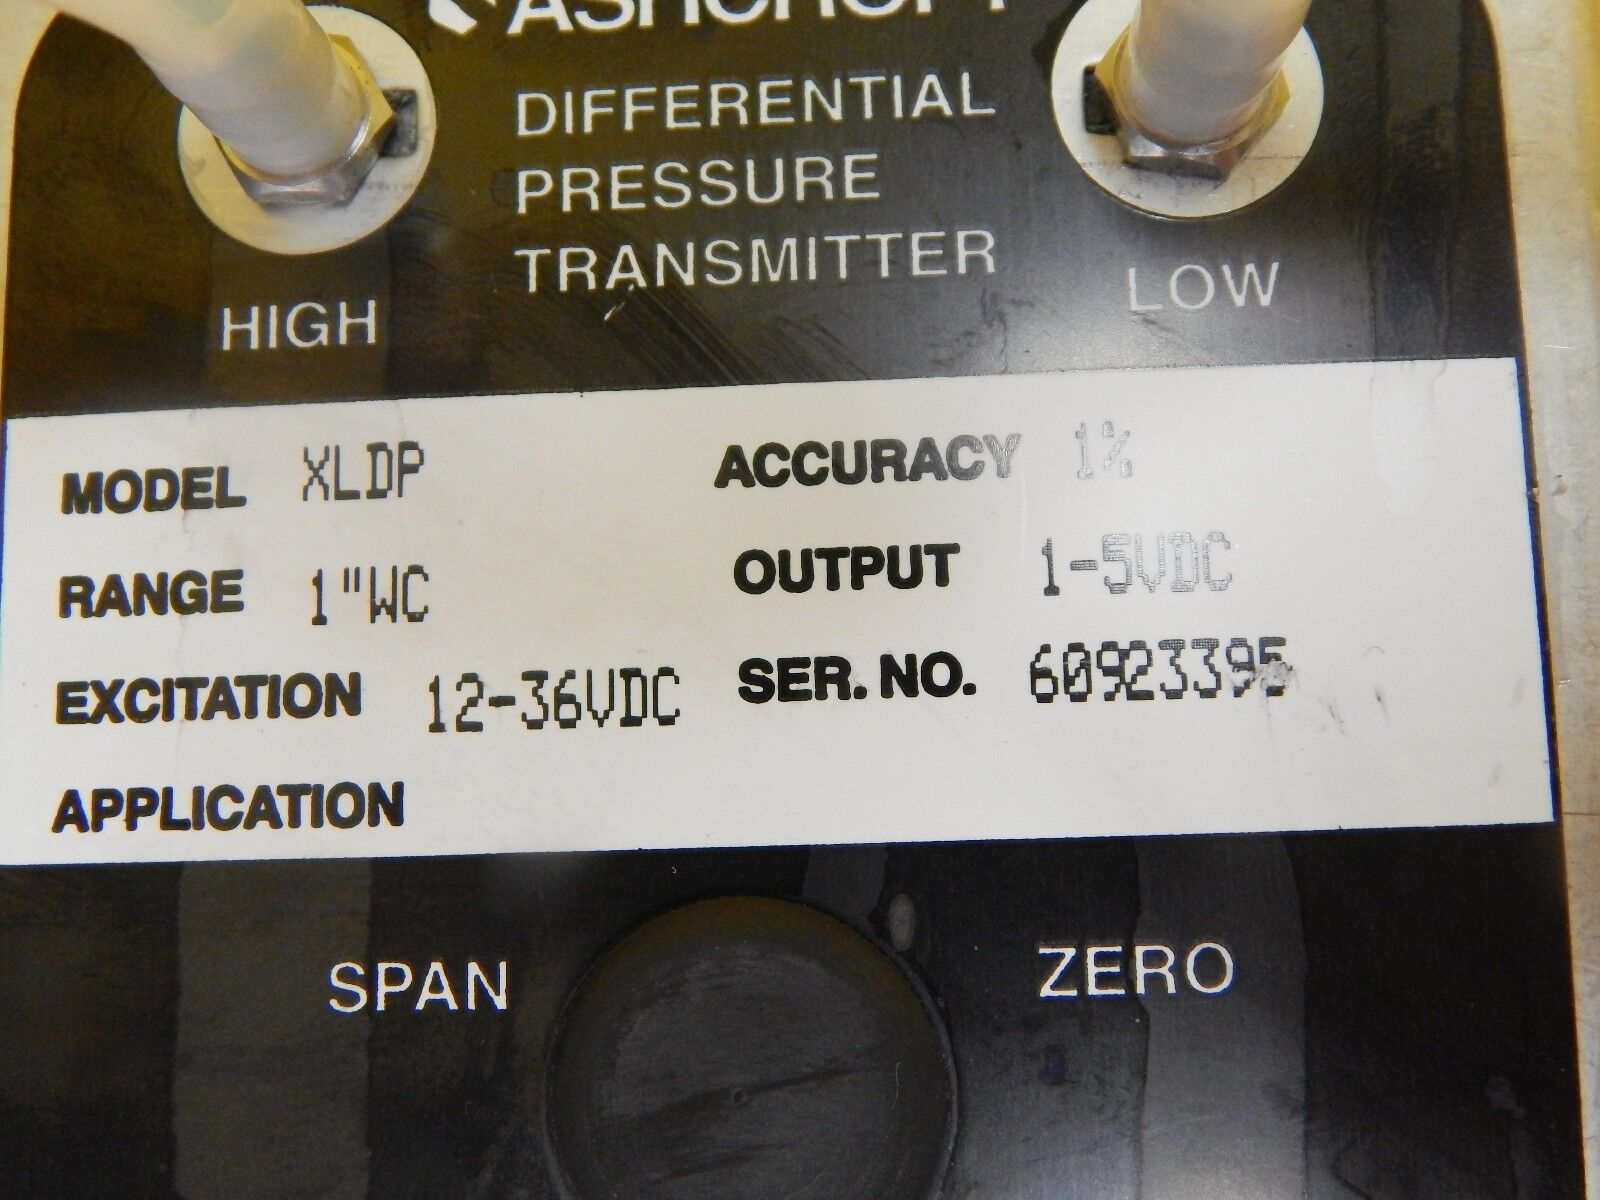 ASHCROFT
DIFFERENTIAL
PRESSURE
TRANSMITTER
HIGH
LOW
MODEL XLDP
ACCURACY 1%
RANGE 1"WC
OUTPUT 1-5VDC
EXCITATION 12-36VDC
SER. NO. 60923395
APPLICATION
SPAN
ZERO